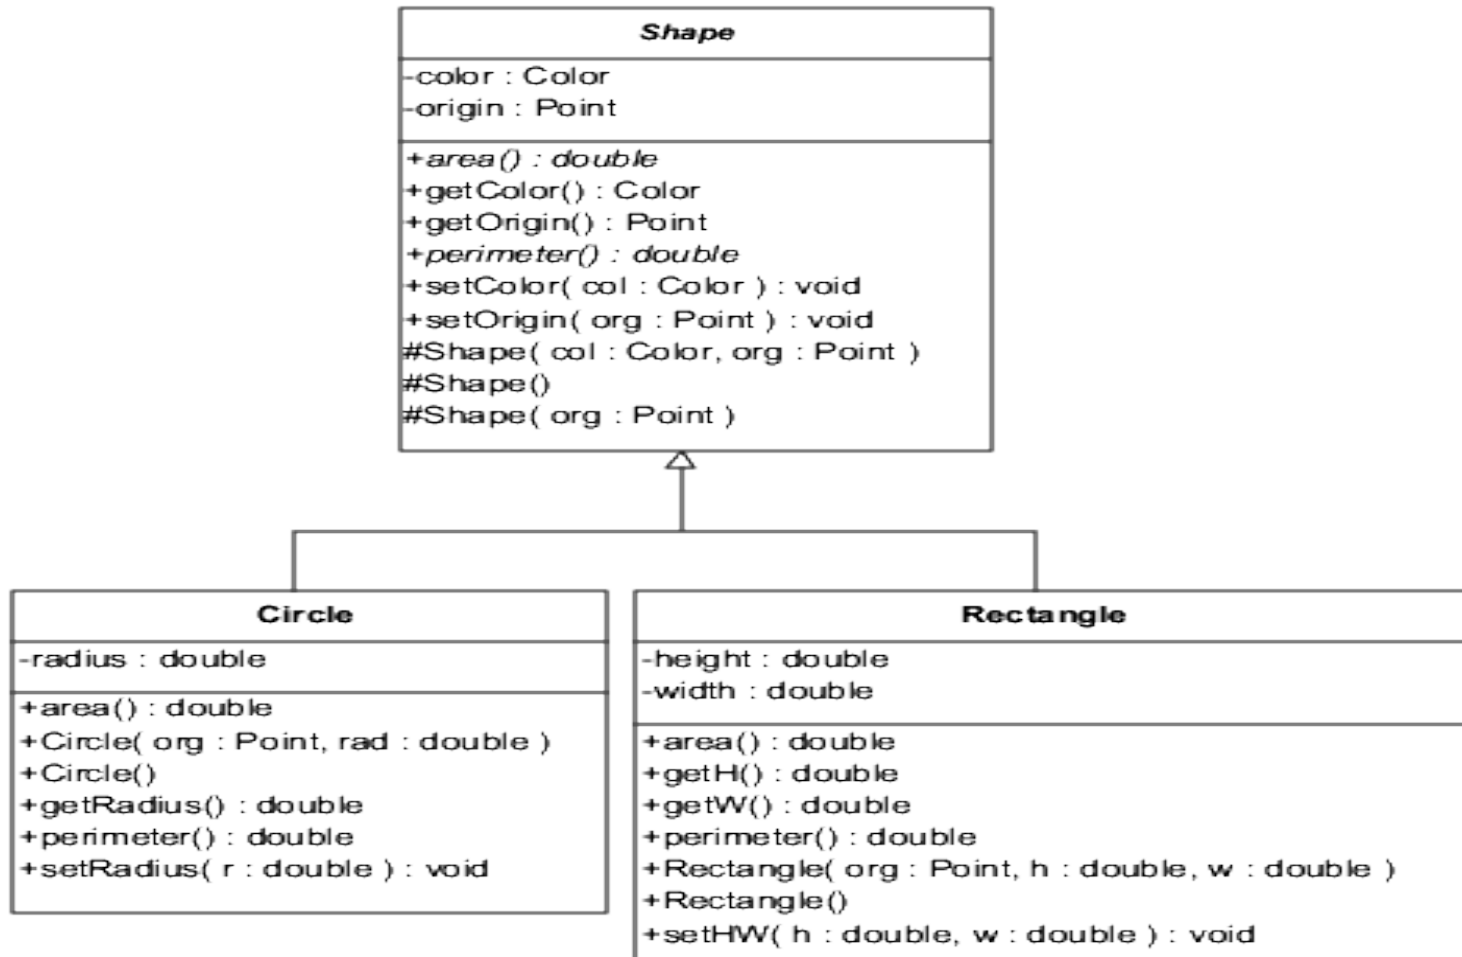 Shape
-color : Color
-origin : Point
+area() : double
+getColor() : Color
+getOrigin() : Point
+perimeter() : double
+setColor( col : Color ) : void
+setOrigin( org : Point ) : void
#Shape( col : Color, org : Point )
#Shape()
#Shape( org : Point )
Circle
-radius : double
+area() : double
+Circle( org : Point, rad : double )
+Circle()
+getRadius() : double
+perimeter() : double
+setRadius( r : double ) : void
Rectangle
-height : double
-width : double
+area() : double
+getH() : double
+getW() : double
+perimeter() : double
+Rectangle( org : Point, h : double, w : double )
+Rectangle()
+setHW( h : double, w : double ) : void